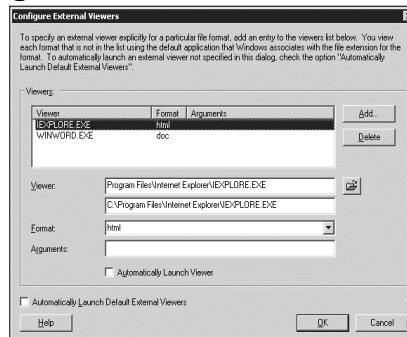 Configure External Viewers
To specify an external viewer explicitly for a particular file format, add an entry to the viewers list below. You view
each format that is not in the list using the default application that Windows associates with the file extension for the
format. To automatically launch an external viewer not specified in this dialog, check the option "Automatically
Launch Default External Viewers".
Viewers:
Viewer Format Arguments
IEXPLORE.EXE html
WINWORD.EXE doc
Add...
Delete
Viewer: Program Files\Internet Explorer\IEXPLORE.EXE
C:\Program Files\Internet Explorer\IEXPLORE.EXE
Format: html
Arguments:
Automatically Launch Viewer
Automatically Launch Default External Viewers
Help OK Cancel